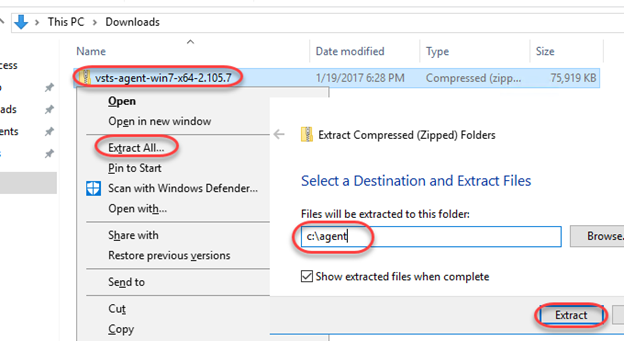 This PC > Downloads
Name Date modified Type Size
vsts-agent-win7-x64-2.105.7 1/19/2017 6:28 PM Compressed (zipp... 75,919 KB
cess
ads
ents
s
Open
Open in new window
Extract All...
Pin to Start
Scan with Windows Defender...
Open with...
Share with
Restore previous versions
Send to
Cut
Copy
Extract Compressed (Zipped) Folders
Select a Destination and Extract Files
Files will be extracted to this folder:
c:\agent
Browse...
Show extracted files when complete
Extract